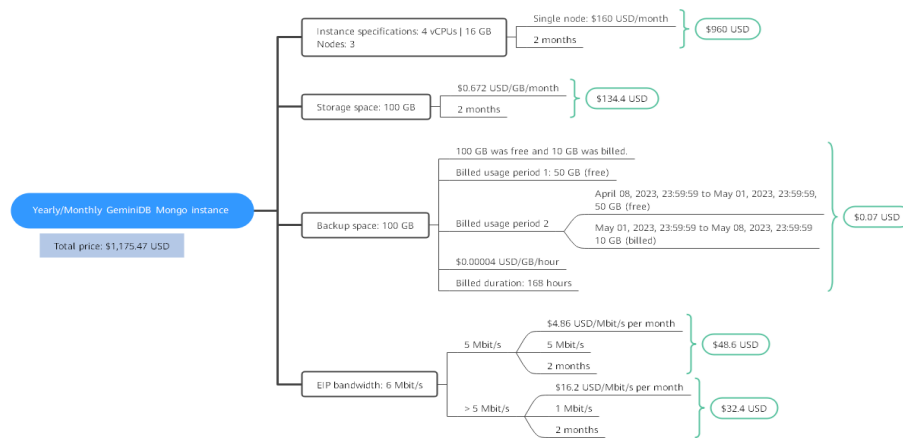 Yearly/Monthly GeminiDB Mongo instance
Total price: $1,175.47 USD
Instance specifications: 4 vCPUs | 16 GB
Nodes: 3
Single node: $160 USD/month
2 months
$960 USD
Storage space: 100 GB
$0.672 USD/GB/month
2 months
$134.4 USD
Backup space: 100 GB
100 GB was free and 10 GB was billed.
Billed usage period 1: 50 GB (free)
Billed usage period 2
April 08, 2023, 23:59:59 to May 01, 2023, 23:59:59,
50 GB (free)
May 01, 2023, 23:59:59 to May 08, 2023, 23:59:59
10 GB (billed)
$0.00004 USD/GB/hour
Billed duration: 168 hours
$0.07 USD
EIP bandwidth: 6 Mbit/s
5 Mbit/s
$4.86 USD/Mbit/s per month
5 Mbit/s
2 months
$48.6 USD
> 5 Mbit/s
$16.2 USD/Mbit/s per month
1 Mbit/s
2 months
$32.4 USD